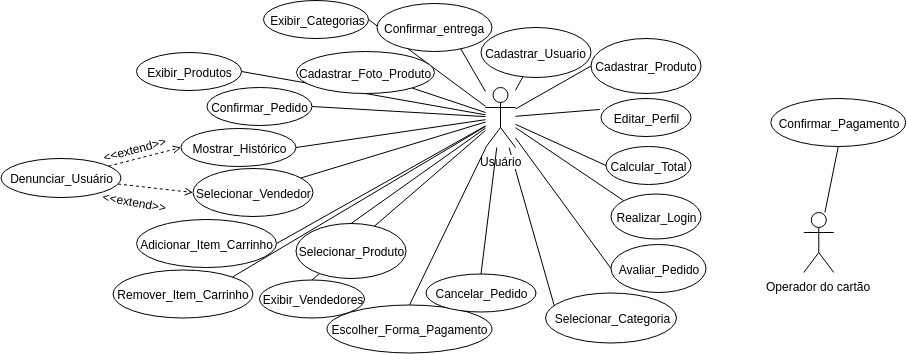 Exibir_Categorias
Confirmar_entrega
Cadastrar_Usuario
Cadastrar_Produto
Exibir_Produtos
Cadastrar_Foto_Produto
Confirmar_Pedido
Editar_Perfil
Confirmar_Pagamento
<<extend>>
Mostrar_Histórico
Usuário
Calcular_Total
Denunciar_Usuário
Selecionar_Vendedor
<<extend>>
Realizar_Login
Adicionar_Item_Carrinho
Selecionar_Produto
Avaliar_Pedido
Operador do cartão
Remover_Item_Carrinho
Exibir_Vendedores
Cancelar_Pedido
Selecionar_Categoria
Escolher_Forma_Pagamento